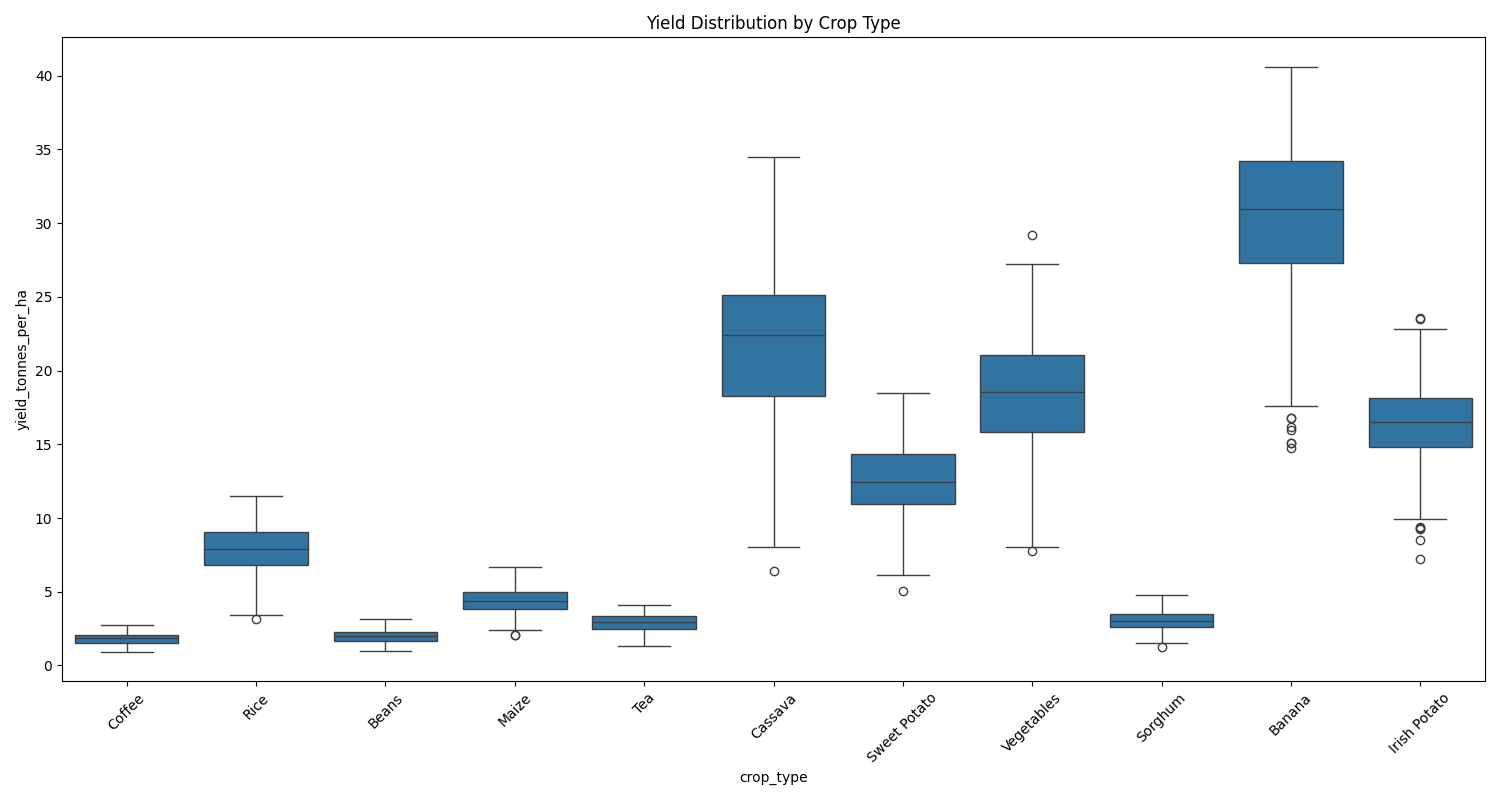 Yield Distribution by Crop Type
yield_tonnes_per_ha
40
35
30
25
20
15
10
5
0
Coffee
Rice
Beans
Maize
Tea
Cassava
Sweet Potato
Vegetables
Sorghum
Banana
Irish Potato
crop_type